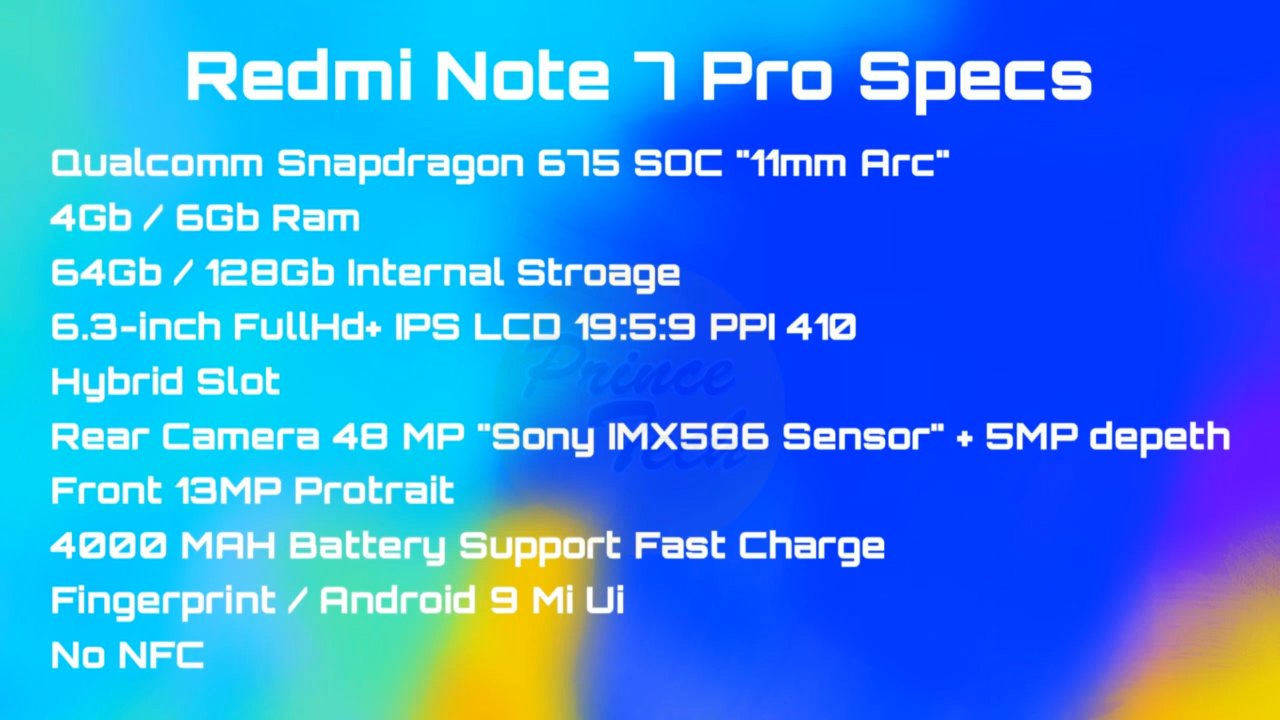 Redmi Note 7 Pro Specs
Qualcomm Snapdragon 675 SOC "11mm Arc"
4Gb / 6Gb Ram
64Gb / 128Gb Internal Stroage
6.3-inch FullHd+ IPS LCD 19:5:9 PPI 410
Hybrid Slot
Prince
Rear Camera 48 MP "Sony IMX586 Sensor" + 5MP depeth
Tech
Front 13MP Protrait
4000 MAH Battery Support Fast Charge
Fingerprint / Android 9 Mi Ui
No NFC